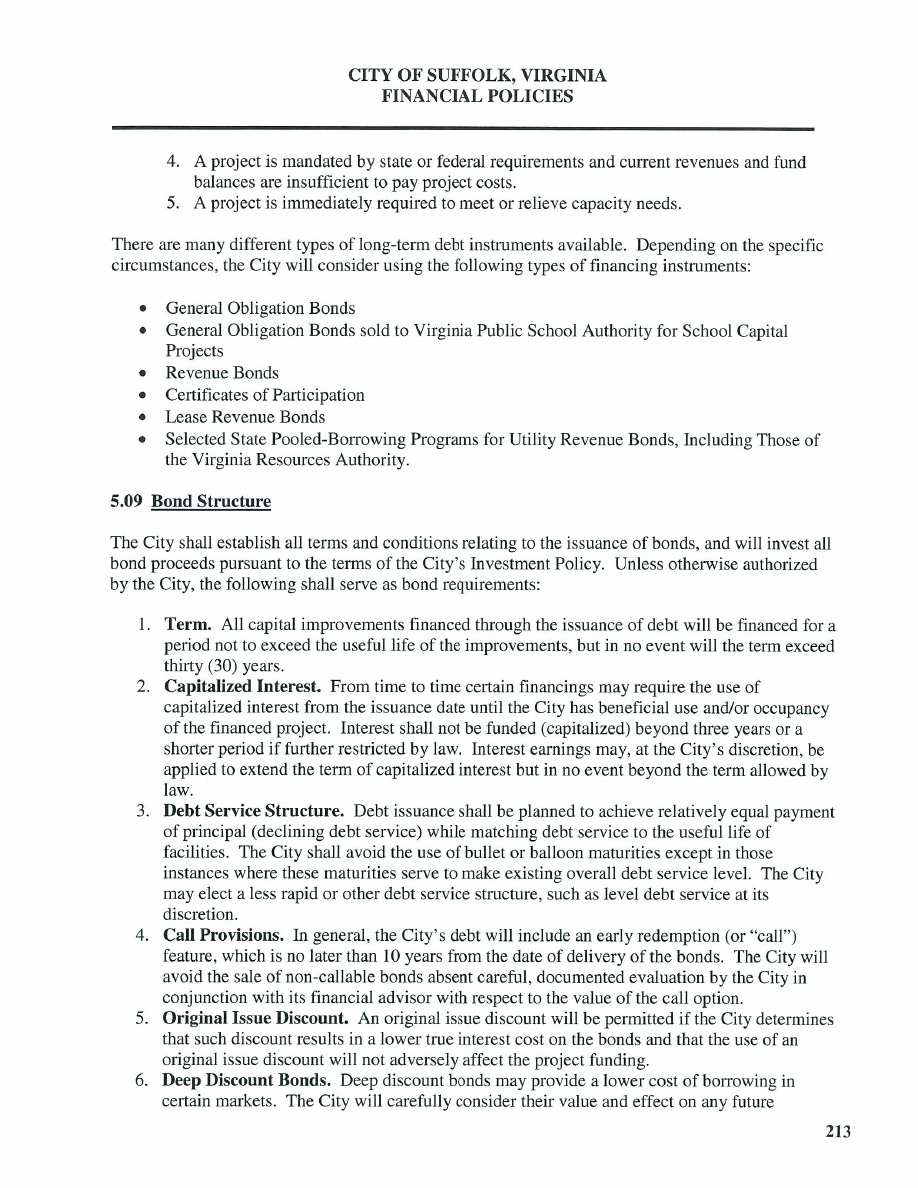 CITY OF SUFFOLK, VIRGINIA
FINANCIAL POLICIES
4. A project is mandated by state or federal requirements and current revenues and fund
balances are insufficient to pay project costs.
5. A project is immediately required to meet or relieve capacity needs.
There are many different types of long-term debt instruments available. Depending on the specific
circumstances, the City will consider using the following types of financing instruments:
• General Obligation Bonds
• General Obligation Bonds sold to Virginia Public School Authority for School Capital
Projects
• Revenue Bonds
• Certificates of Participation
• Lease Revenue Bonds
• Selected State Pooled-Borrowing Programs for Utility Revenue Bonds, Including Those of
the Virginia Resources Authority.
5.09 Bond Structure
The City shall establish all terms and conditions relating to the issuance of bonds, and will invest all
bond proceeds pursuant to the terms of the City's Investment Policy. Unless otherwise authorized
by the City, the following shall serve as bond requirements:
1. Term. All capital improvements financed through the issuance of debt will be financed for a
period not to exceed the useful life of the improvements, but in no event will the term exceed
thirty (30) years.
2. Capitalized Interest. From time to time certain financings may require the use of
capitalized interest from the issuance date until the City has beneficial use and/or occupancy
of the financed project. Interest shall not be funded (capitalized) beyond three years or a
shorter period if further restricted by law. Interest earnings may, at the City's discretion, be
applied to extend the term of capitalized interest but in no event beyond the term allowed by
law.
3. Debt Service Structure. Debt issuance shall be planned to achieve relatively equal payment
of principal (declining debt service) while matching debt service to the useful life of
facilities. The City shall avoid the use of bullet or balloon maturities except in those
instances where these maturities serve to make existing overall debt service level. The City
may elect a less rapid or other debt service structure, such as level debt service at its
discretion.
4. Call Provisions. In general, the City's debt will include an early redemption (or "call")
feature, which is no later than 10 years from the date of delivery of the bonds. The City will
avoid the sale of non-callable bonds absent careful, documented evaluation by the City in
conjunction with its financial advisor with respect to the value of the call option.
5. Original Issue Discount. An original issue discount will be permitted if the City determines
that such discount results in a lower true interest cost on the bonds and that the use of an
original issue discount will not adversely affect the project funding.
6. Deep Discount Bonds. Deep discount bonds may provide a lower cost of borrowing in
certain markets. The City will carefully consider their value and effect on any future
213